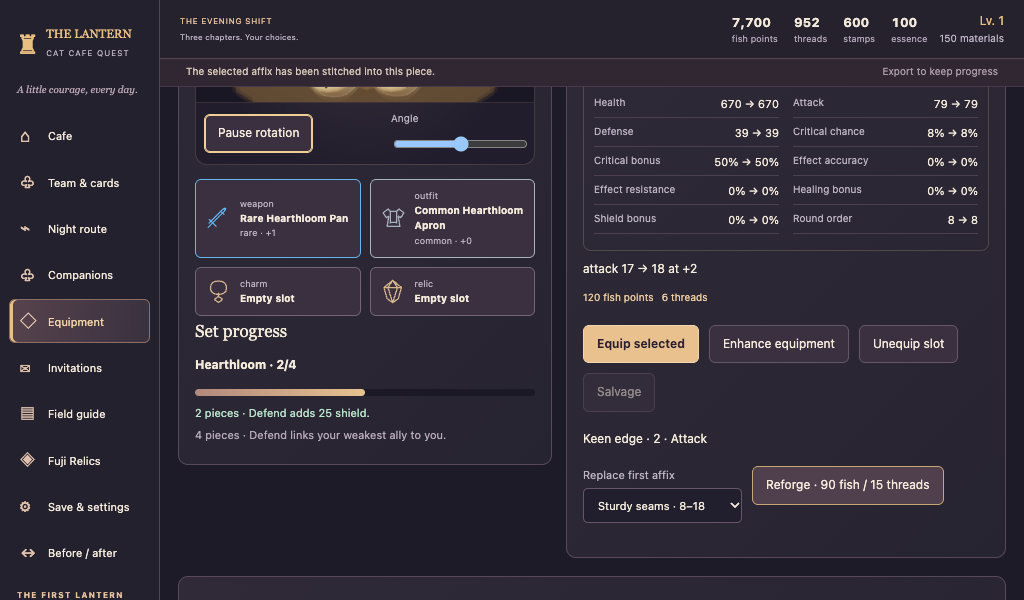 THE LANTERN
CAT CAFE QUEST
A little courage, every day.
Cafe
Team & cards
Night route
Companions
Equipment
Invitations
Field guide
Fuji Relics
Save & settings
Before / after
THE FIRST LANTERN
THE EVENING SHIFT
Three chapters. Your choices.
7,700 fish points
952 threads
600 stamps
100 essence
Lv. 1
150 materials
The selected affix has been stitched into this piece.
Export to keep progress
Pause rotation
Angle
weapon
Rare Hearthloom Pan
rare · +1
outfit
Common Hearthloom
Apron
common · +0
charm
Empty slot
relic
Empty slot
Set progress
Hearthloom · 2/4
2 pieces · Defend adds 25 shield.
4 pieces · Defend links your weakest ally to you.
Health 670 → 670
Attack 79 → 79
Defense 39 → 39
Critical chance 8% → 8%
Critical bonus 50% → 50%
Effect accuracy 0% → 0%
Effect resistance 0% → 0%
Healing bonus 0% → 0%
Shield bonus 0% → 0%
Round order 8 → 8
attack 17 → 18 at +2
120 fish points 6 threads
Equip selected
Enhance equipment
Unequip slot
Salvage
Keen edge · 2 · Attack
Replace first affix
Sturdy seams · 8–18
Reforge · 90 fish / 15 threads